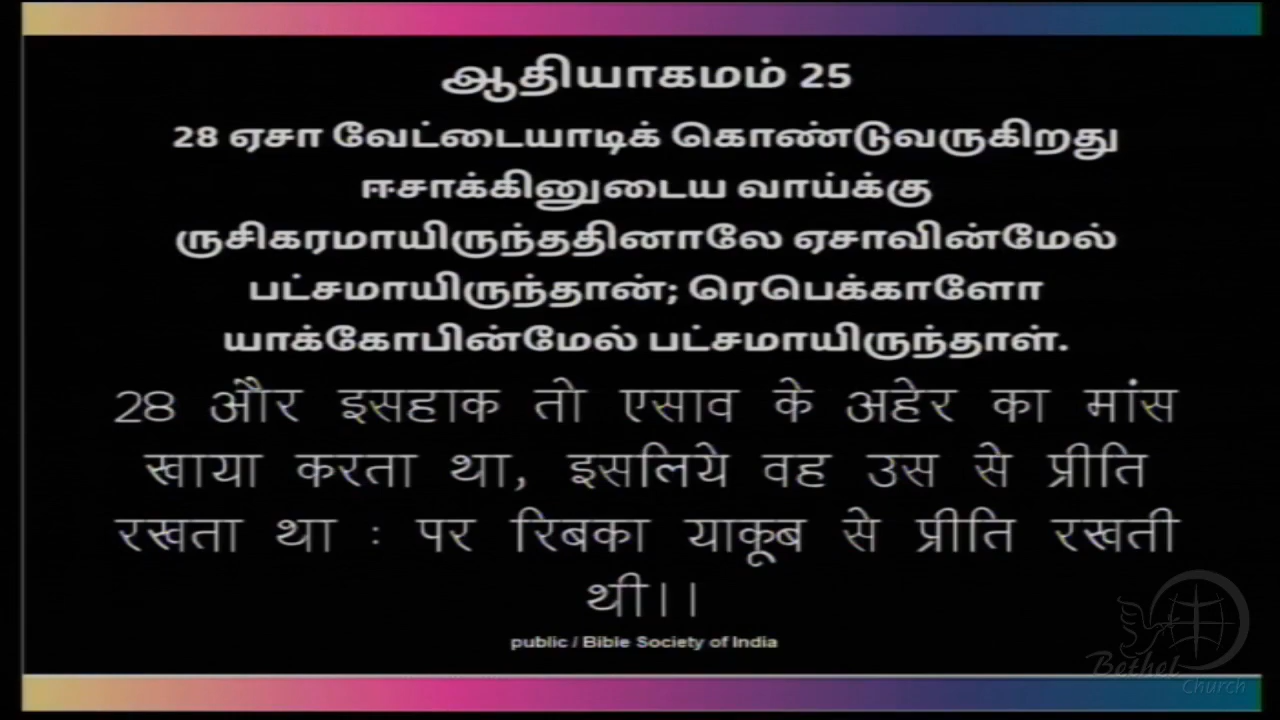 ஆதியாகமம் 25
28 ஏசா வேட்டையாடிக் கொண்டுவருகிறது
ஈசாக்கினுடைய வாய்க்கு
ருசிகரமாயிருந்ததினாலே ஏசாவின்மேல்
பட்சமாயிருந்தான்; ரெபெக்காளோ
யாக்கோபின்மேல் பட்சமாயிருந்தாள்.
28 और इसहाक तो एसाव के अहेर का मांस
खाया करता था, इसलिये वह उस से प्रीति
रखता था : पर रिबका याकूब से प्रीति रखती
थी।।
public / Bible Society of India
Bethel
Church